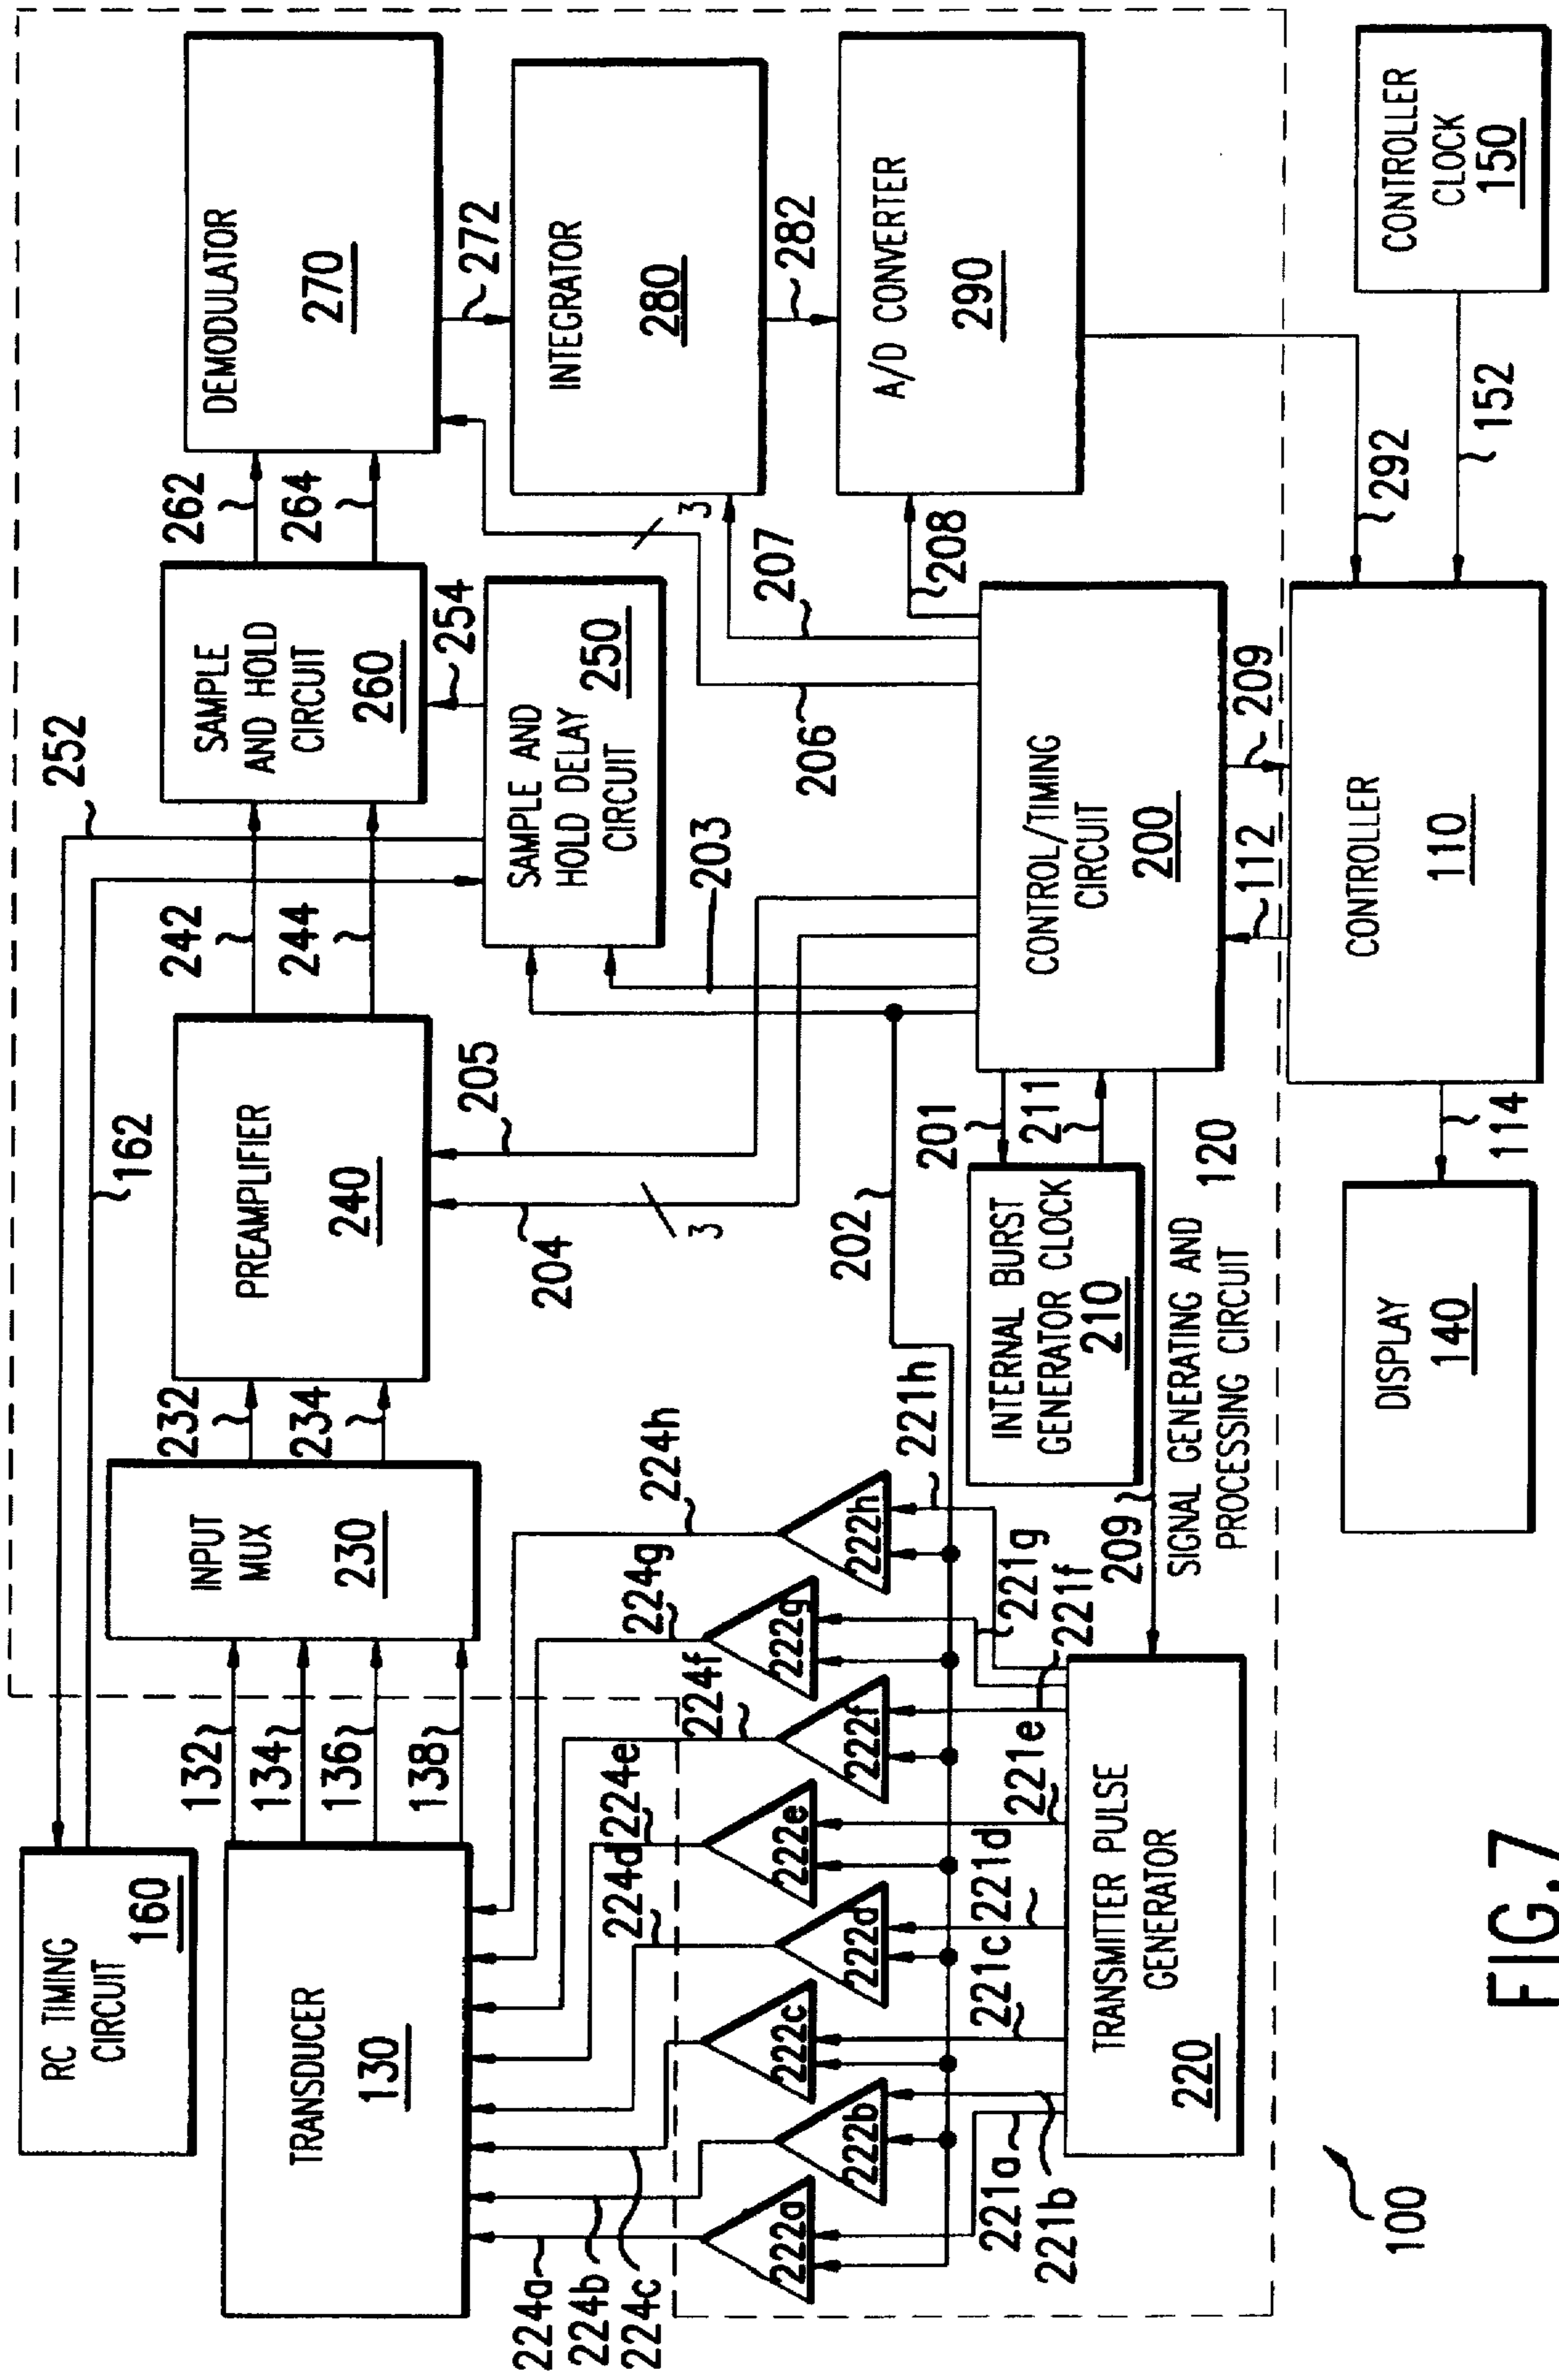 RC TIMING
CIRCUIT
160
162
252
TRANSDUCER
130
132
134
136
138
INPUT
MUX
230
232
234
PREAMPLIFIER
240
242
244
SAMPLE
AND HOLD
CIRCUIT
260
262
264
DEMODULATOR
270
254
272
SAMPLE AND
HOLD DELAY
CIRCUIT
250
INTEGRATOR
280
282
224a
224b
224c
224d
224e
224f
224g
224h
204
3
205
203
206
207
3
208
A/D CONVERTER
290
222a
222b
222c
222d
222e
222f
222g
222h
202
221a
221b
221c
221d
221e
221f
221g
221h
INTERNAL BURST
GENERATOR CLOCK
210
201
211
CONTROL/TIMING
CIRCUIT
200
TRANSMITTER PULSE
GENERATOR
220
209
SIGNAL GENERATING AND
PROCESSING CIRCUIT
120
112
209
292
152
100
DISPLAY
140
114
CONTROLLER
110
CONTROLLER
CLOCK
150
FIG.7